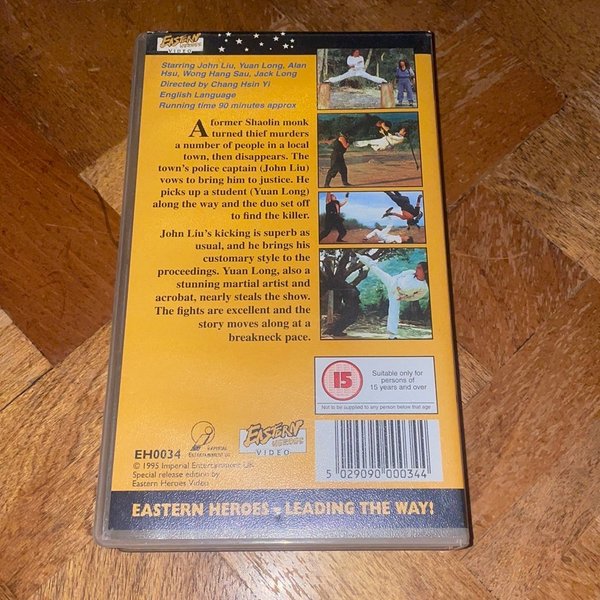 EASTERN
HEROES
VIDEO
Starring John Liu, Yuan Long, Alan
Hsu, Wong Hang Sau, Jack Long
Directed by Chang Hsin Yi
English Language
Running time 90 minutes approx
A former Shaolin monk
turned thief murders
a number of people in a local
town, then disappears. The
town's police captain (John Liu)
vows to bring him to justice. He
picks up a student (Yuan Long)
along the way and the duo set off
to find the killer.
John Liu's kicking is superb as
usual, and he brings his
customary style to the
proceedings. Yuan Long, also a
stunning martial artist and
acrobat, nearly steals the show.
The fights are excellent and the
story moves along at a
breakneck pace.
15
Suitable only for
persons of
15 years and over
Not to be supplied to any person below that age
EH0034
IMPERIAL
ENTERTAINMENT UK
EASTERN
HEROES
VIDEO
© 1995 Imperial Entertainment UK
Special release edition by
Eastern Heroes Video
5 029090 000344
EASTERN HEROES - LEADING THE WAY!